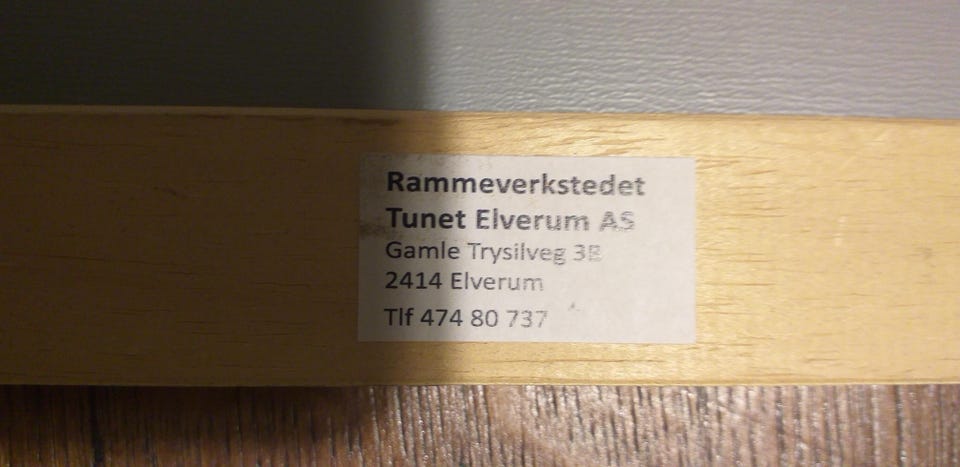 Rammeverkstedet
Tunet Elverum AS
Gamle Trysilveg 3B
2414 Elverum
Tlf 474 80 737